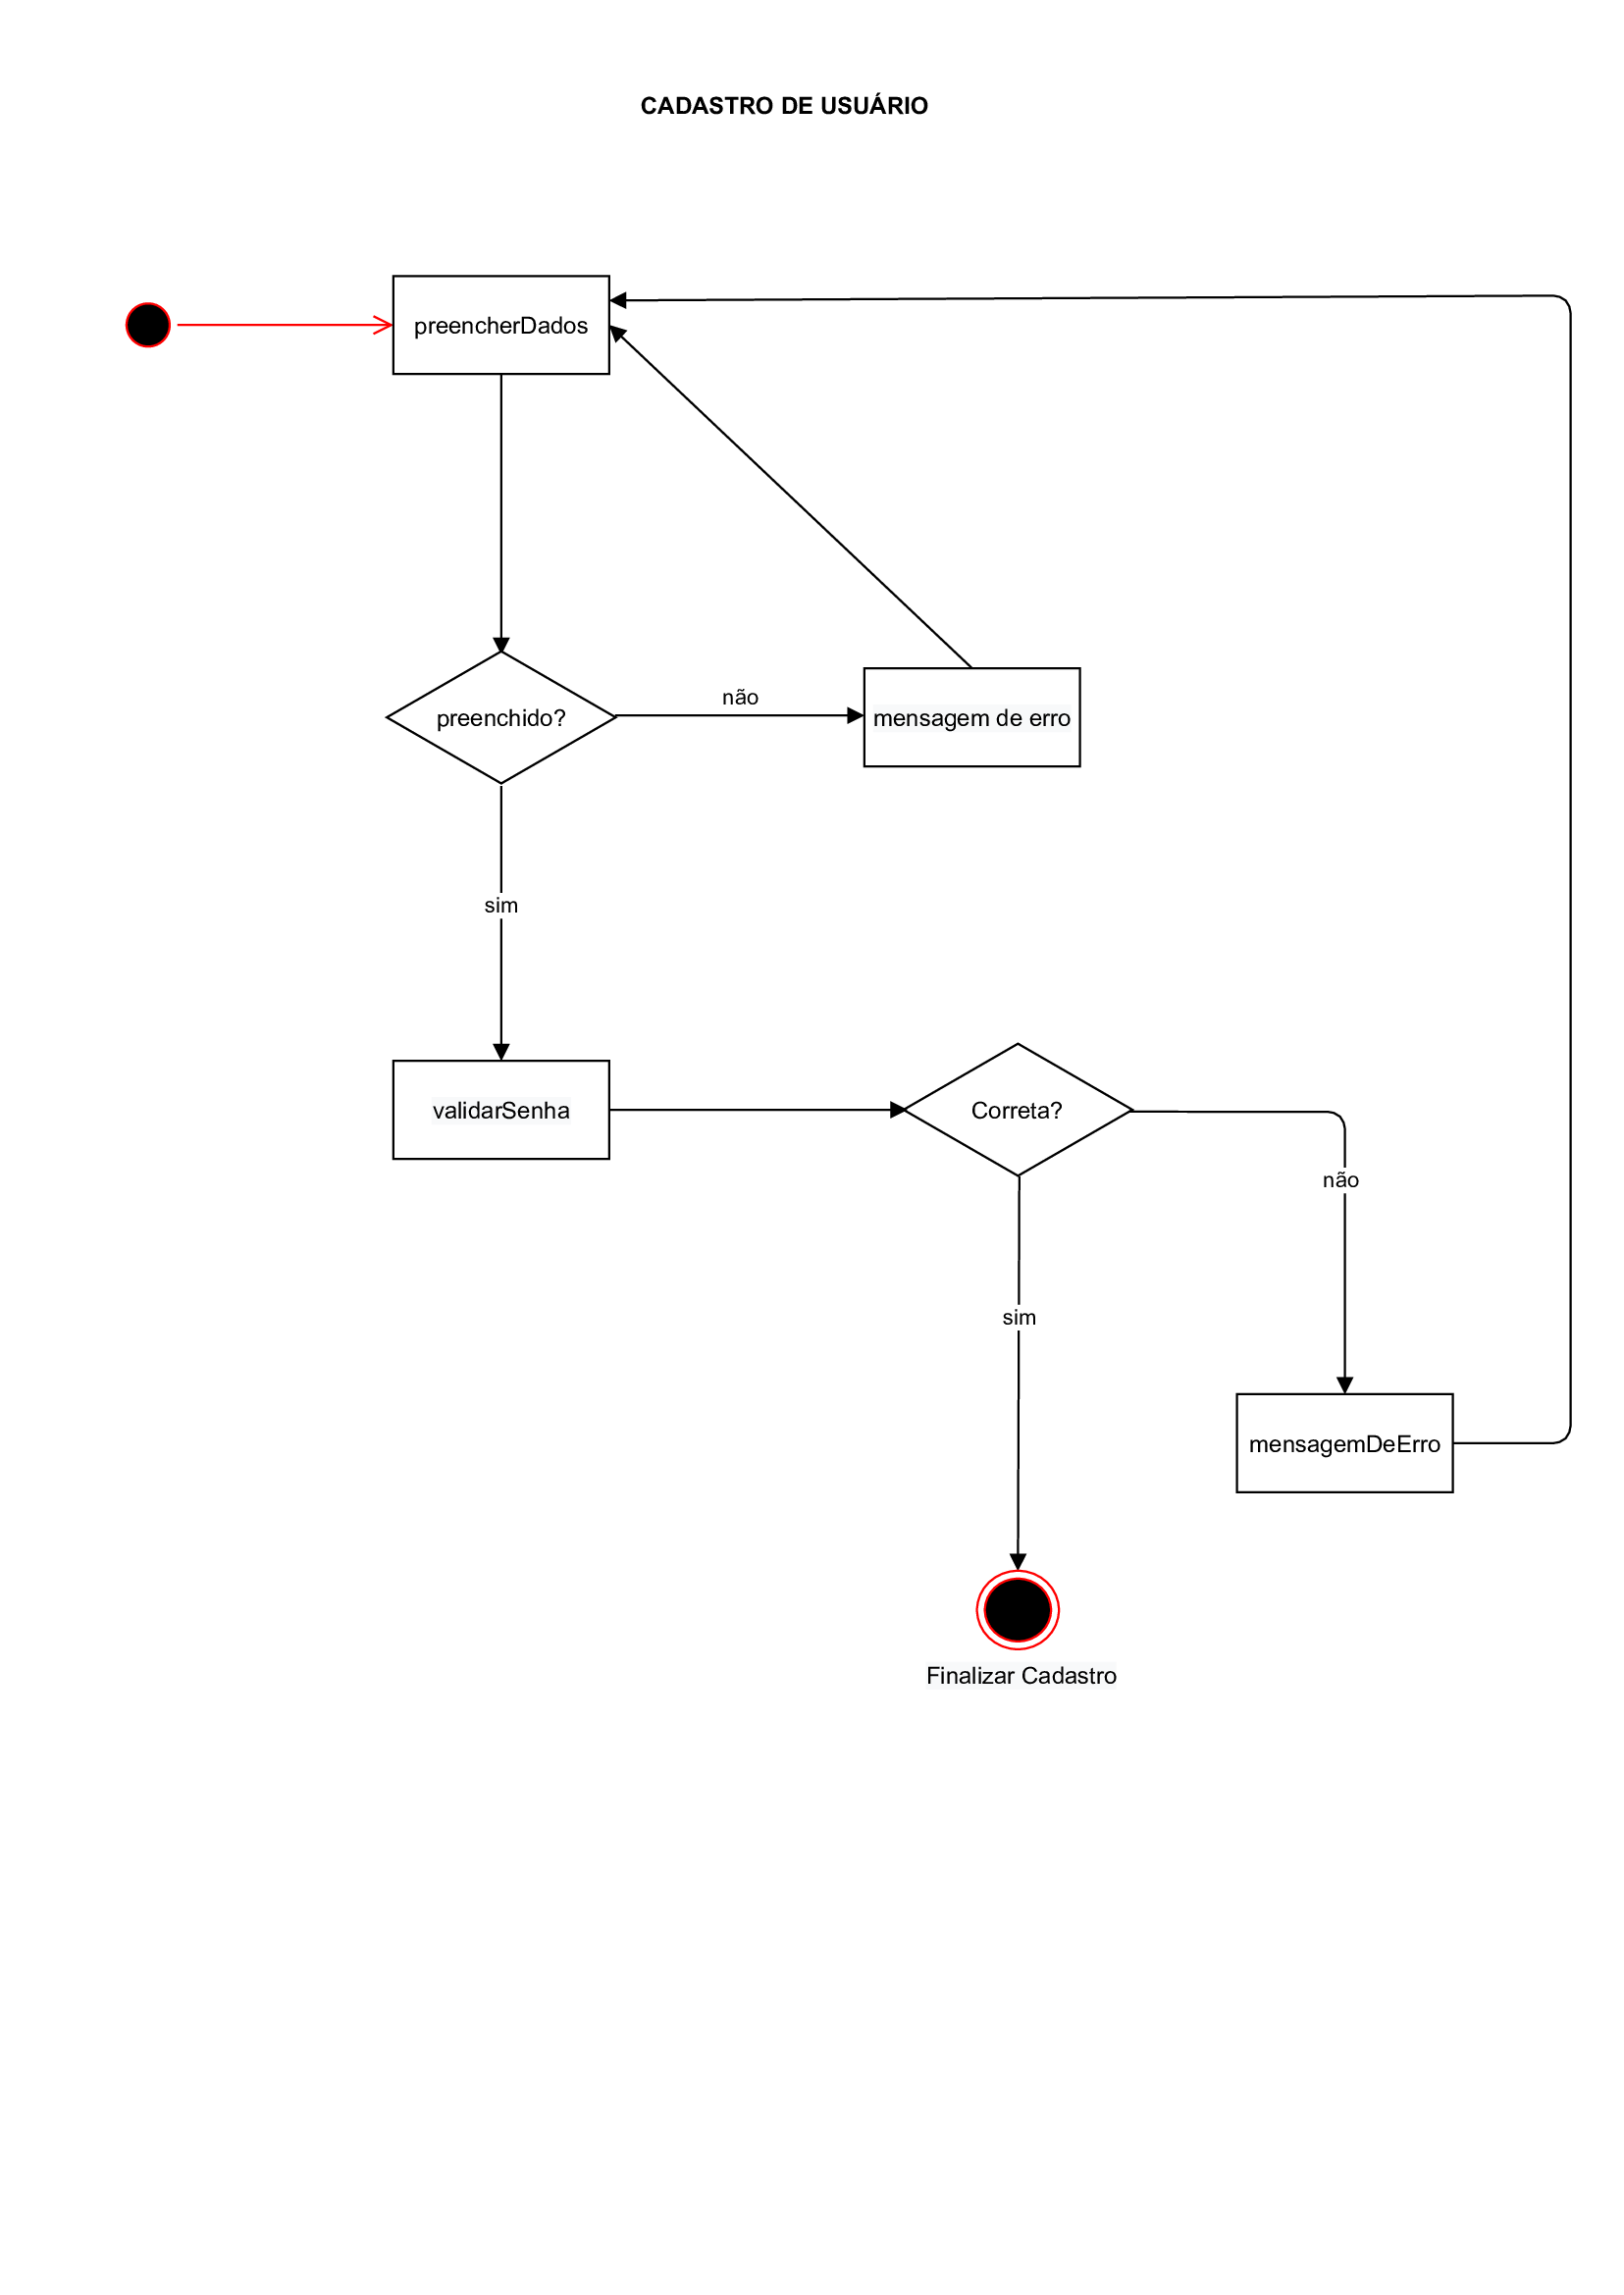 CADASTRO DE USUÁRIO
preencherDados
preenchido?
não
mensagem de erro
sim
validarSenha
Correta?
não
sim
mensagemDeErro
Finalizar Cadastro